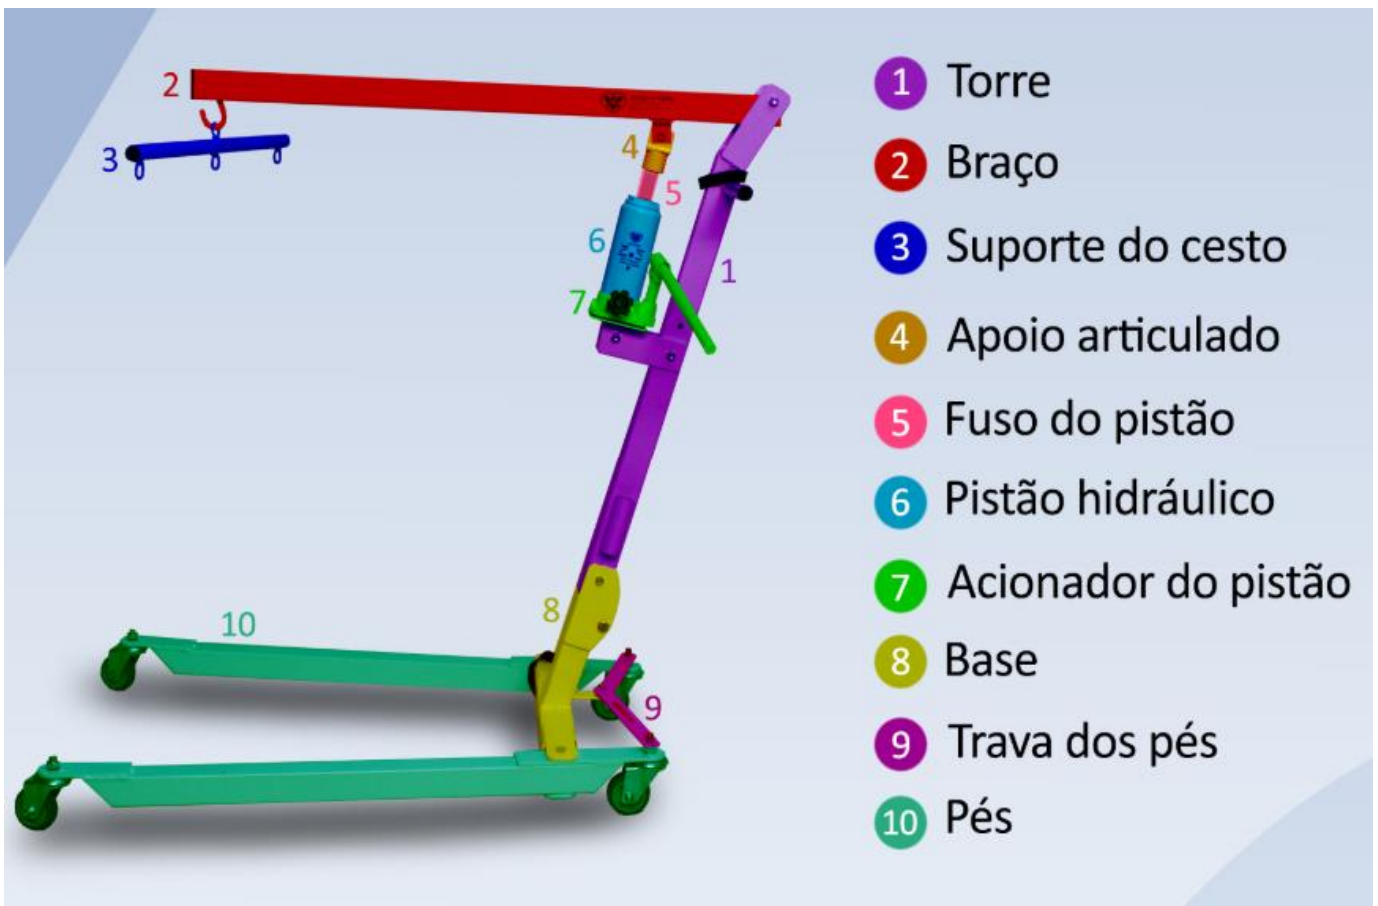 2
3
4
5
6
7
1
8
9
10
1 Torre
2 Braço
3 Suporte do cesto
4 Apoio articulado
5 Fuso do pistão
6 Pistão hidráulico
7 Acionador do pistão
8 Base
9 Trava dos pés
10 Pés